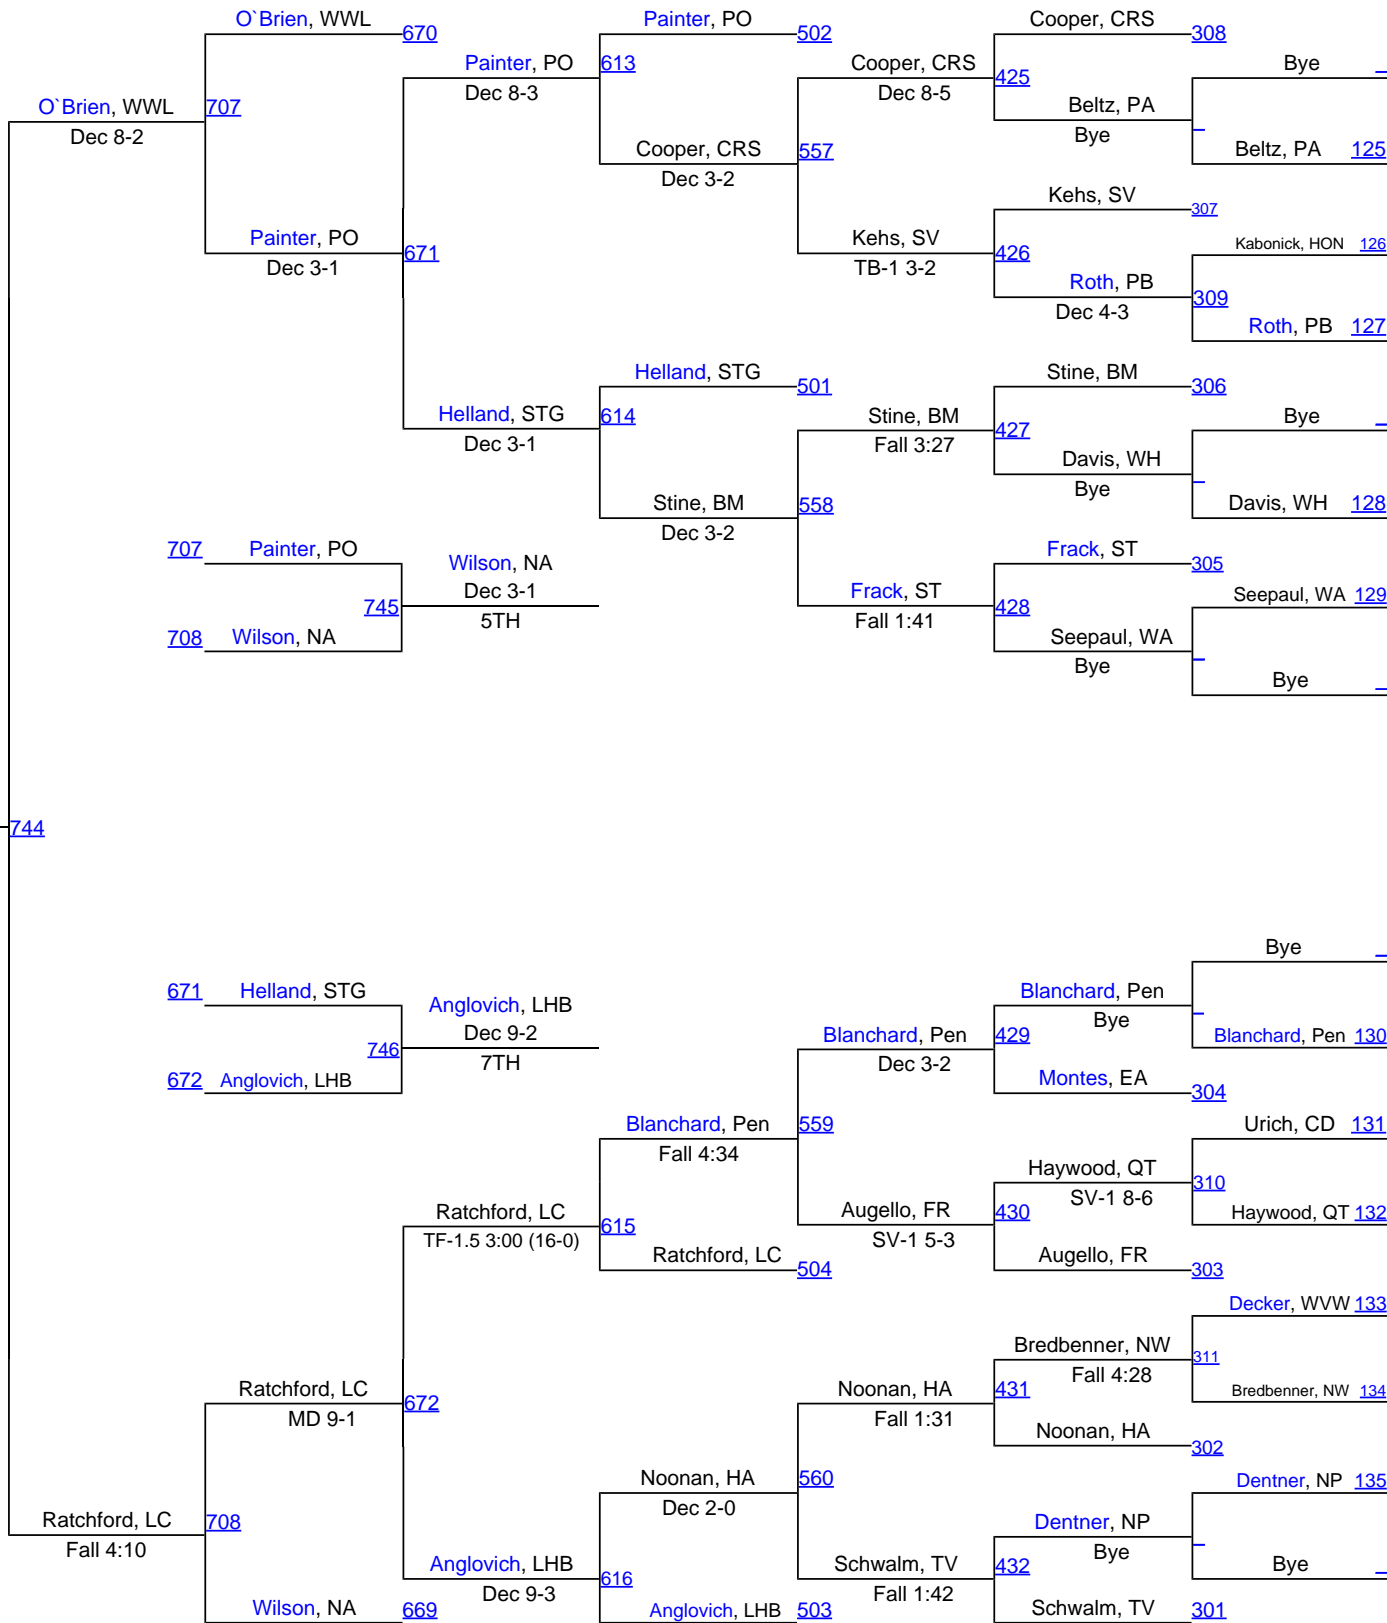 O`Brien, WWL
670
Painter, PO
502
Cooper, CRS
308
Painter, PO
Dec 8-3
613
Cooper, CRS
Dec 8-5
425
Bye
O`Brien, WWL
Dec 8-2
707
Beltz, PA
Bye
Beltz, PA 125
Cooper, CRS
Dec 3-2
557
Kehs, SV
307
Painter, PO
Dec 3-1
671
Kehs, SV
TB-1 3-2
426
Kabonick, HON 126
Roth, PB
Dec 4-3
309
Roth, PB 127
Helland, STG
501
Stine, BM
306
Helland, STG
Dec 3-1
614
Stine, BM
Fall 3:27
427
Bye
Davis, WH
Bye
Davis, WH 128
Stine, BM
Dec 3-2
558
707 Painter, PO
Wilson, NA
Dec 3-1
5TH
745
708 Wilson, NA
Frack, ST
305
Frack, ST
Fall 1:41
428
Seepaul, WA 129
Seepaul, WA
Bye
Bye
744
Bye
671 Helland, STG
Anglovich, LHB
Dec 9-2
7TH
746
672 Anglovich, LHB
Blanchard, Pen
Bye
Blanchard, Pen 130
Blanchard, Pen
Dec 3-2
429
Montes, EA
304
Blanchard, Pen
Fall 4:34
559
Urich, CD 131
Haywood, QT
SV-1 8-6
310
Haywood, QT 132
Ratchford, LC
TF-1.5 3:00 (16-0)
615
Augello, FR
SV-1 5-3
430
Ratchford, LC
504
Augello, FR
303
Decker, WVW 133
Bredbenner, NW
Fall 4:28
311
Bredbenner, NW 134
Ratchford, LC
MD 9-1
672
Noonan, HA
Fall 1:31
431
Noonan, HA
302
Noonan, HA
Dec 2-0
560
Dentner, NP 135
Ratchford, LC
Fall 4:10
708
Dentner, NP
Bye
Bye
Anglovich, LHB
Dec 9-3
616
Schwalm, TV
Fall 1:42
432
Wilson, NA
669
Anglovich, LHB
503
Schwalm, TV
301